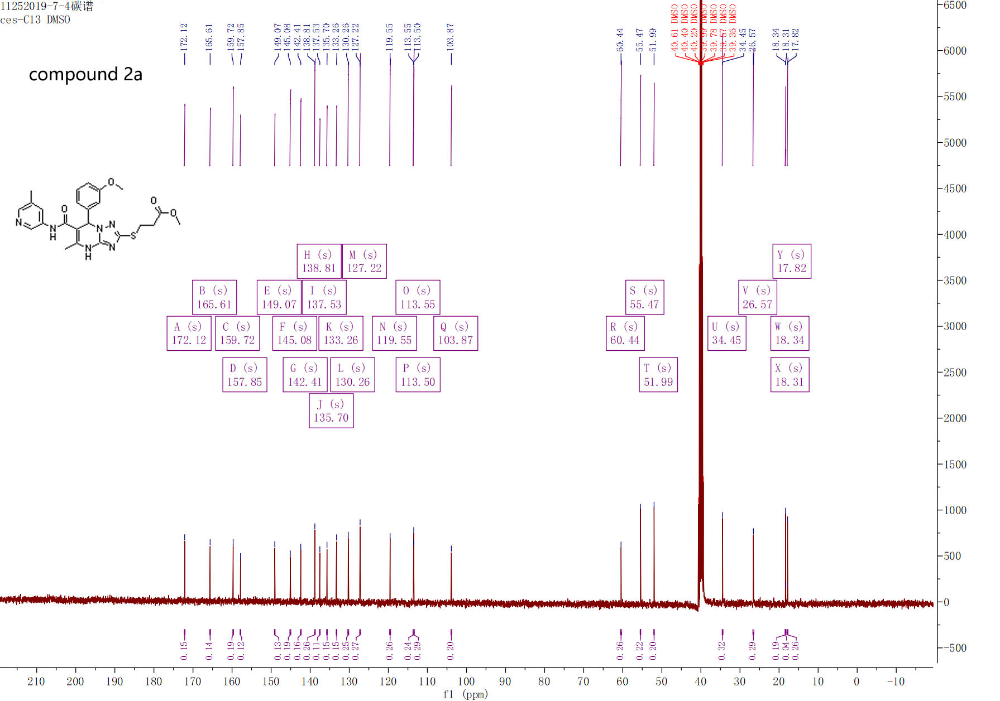 11252019-7-4碳谱
ces-C13 DMSO
172.12
165.61
159.72
157.85
149.07
145.08
142.41
138.81
137.53
135.70
133.26
130.26
127.22
119.55
113.55
113.50
103.87
60.44
55.47
51.99
40.61 DMSO
40.40 DMSO
40.20 DMSO
39.99 DMSO
39.78 DMSO
39.57 DMSO
39.36 DMSO
34.45
26.57
18.34
18.31
17.82
compound 2a
O
O
O
O
N
N
N
H
N
N
N
H
S
H (s)
138.81
M (s)
127.22
Y (s)
17.82
B (s)
165.61
E (s)
149.07
I (s)
137.53
O (s)
113.55
S (s)
55.47
V (s)
26.57
A (s)
172.12
C (s)
159.72
F (s)
145.08
K (s)
133.26
N (s)
119.55
Q (s)
103.87
R (s)
60.44
U (s)
34.45
W (s)
18.34
D (s)
157.85
G (s)
142.41
L (s)
130.26
P (s)
113.50
T (s)
51.99
X (s)
18.31
J (s)
135.70
6500
6000
5500
5000
4500
4000
3500
3000
2500
2000
1500
1000
500
0
-500
0.15
0.14
0.19
0.12
0.13
0.19
0.16
0.26
0.11
0.15
0.15
0.25
0.27
0.26
0.24
0.29
0.20
0.26
0.22
0.20
0.32
0.29
0.19
0.04
0.26
210 200 190 180 170 160 150 140 130 120 110 100 90 80 70 60 50 40 30 20 10 0 -10
f1 (ppm)